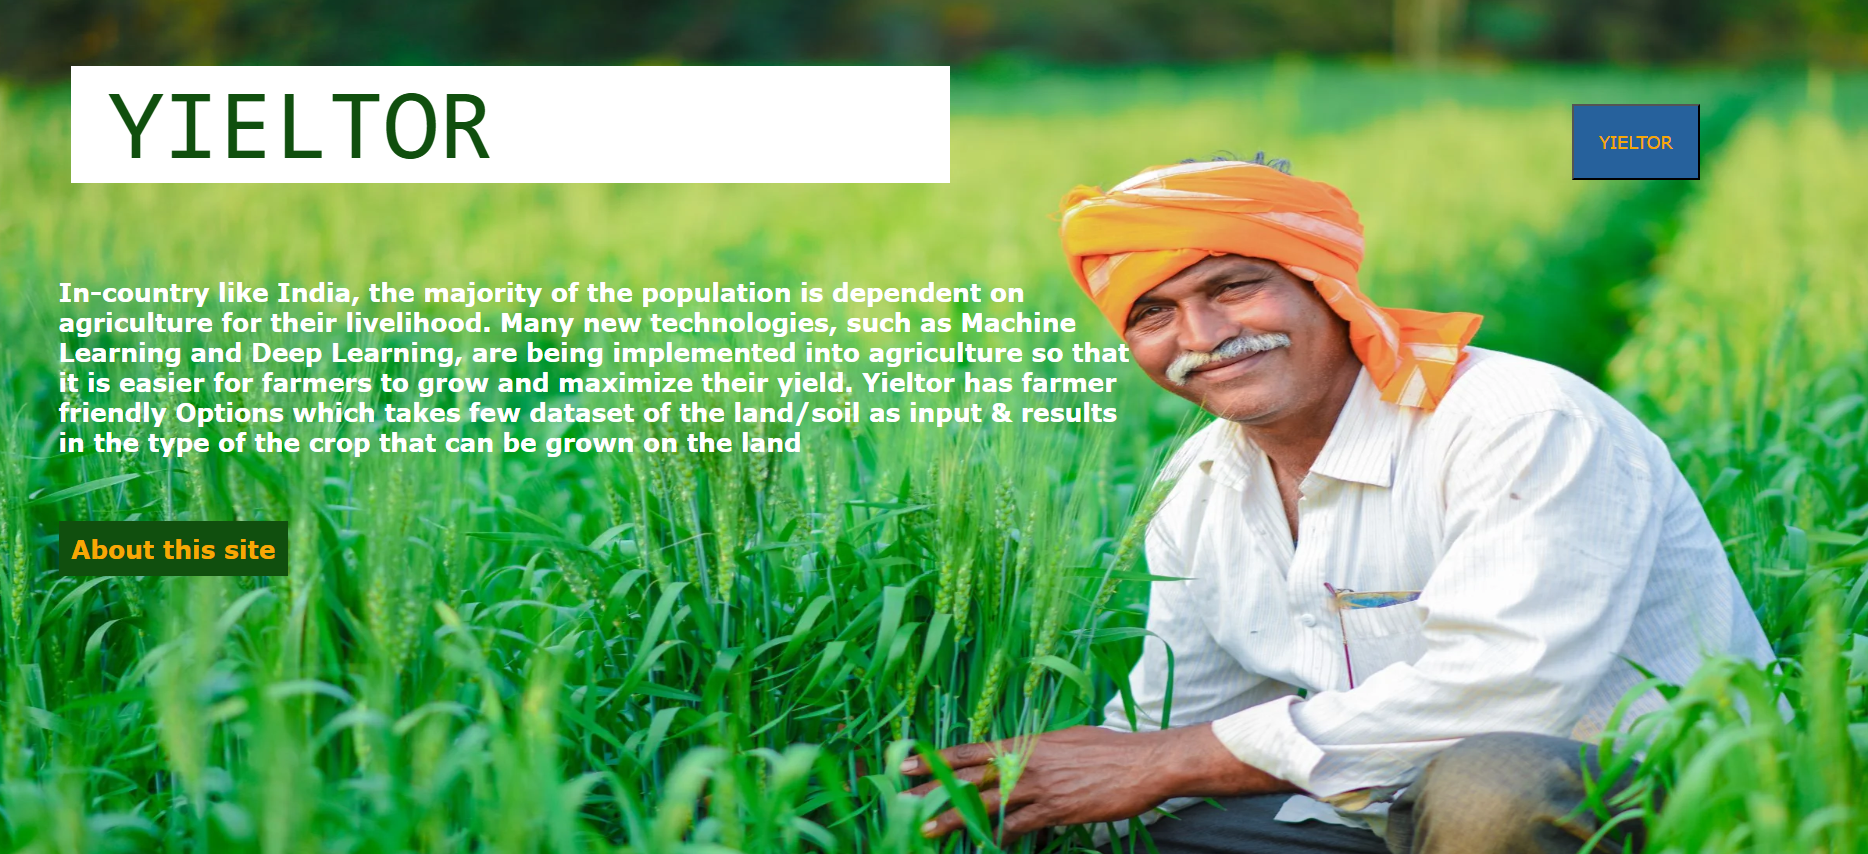 YIELTOR
YIELTOR
In-country like India, the majority of the population is dependent on
agriculture for their livelihood. Many new technologies, such as Machine
Learning and Deep Learning, are being implemented into agriculture so that
it is easier for farmers to grow and maximize their yield. Yieltor has farmer
friendly Options which takes few dataset of the land/soil as input & results
in the type of the crop that can be grown on the land
About this site